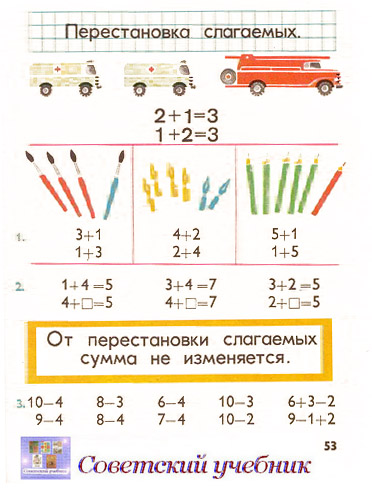 Перестановка слагаемых.
2+1=3
1+2=3
1. 3+1 4+2 5+1
1+3 2+4 1+5
2. 1+4=5 3+4=7 3+2=5
4+□=5 4+□=7 2+□=5
От перестановки слагаемых
сумма не изменяется.
3. 10−4 8−3 6−4 10−3 6+3−2
9−4 8−4 7−4 10−2 9−1+2
53
Советский учебник